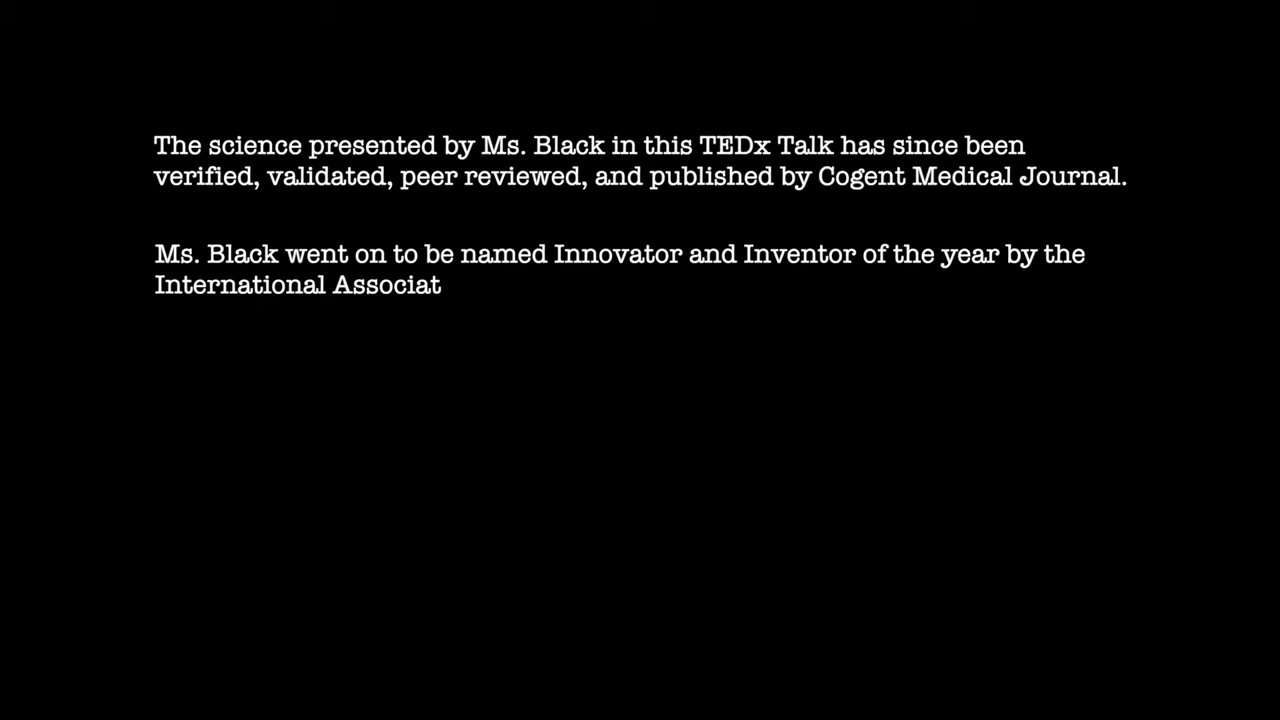 The science presented by Ms. Black in this TEDx Talk has since been
verified, validated, peer reviewed, and published by Cogent Medical Journal.
Ms. Black went on to be named Innovator and Inventor of the year by the
International Associat